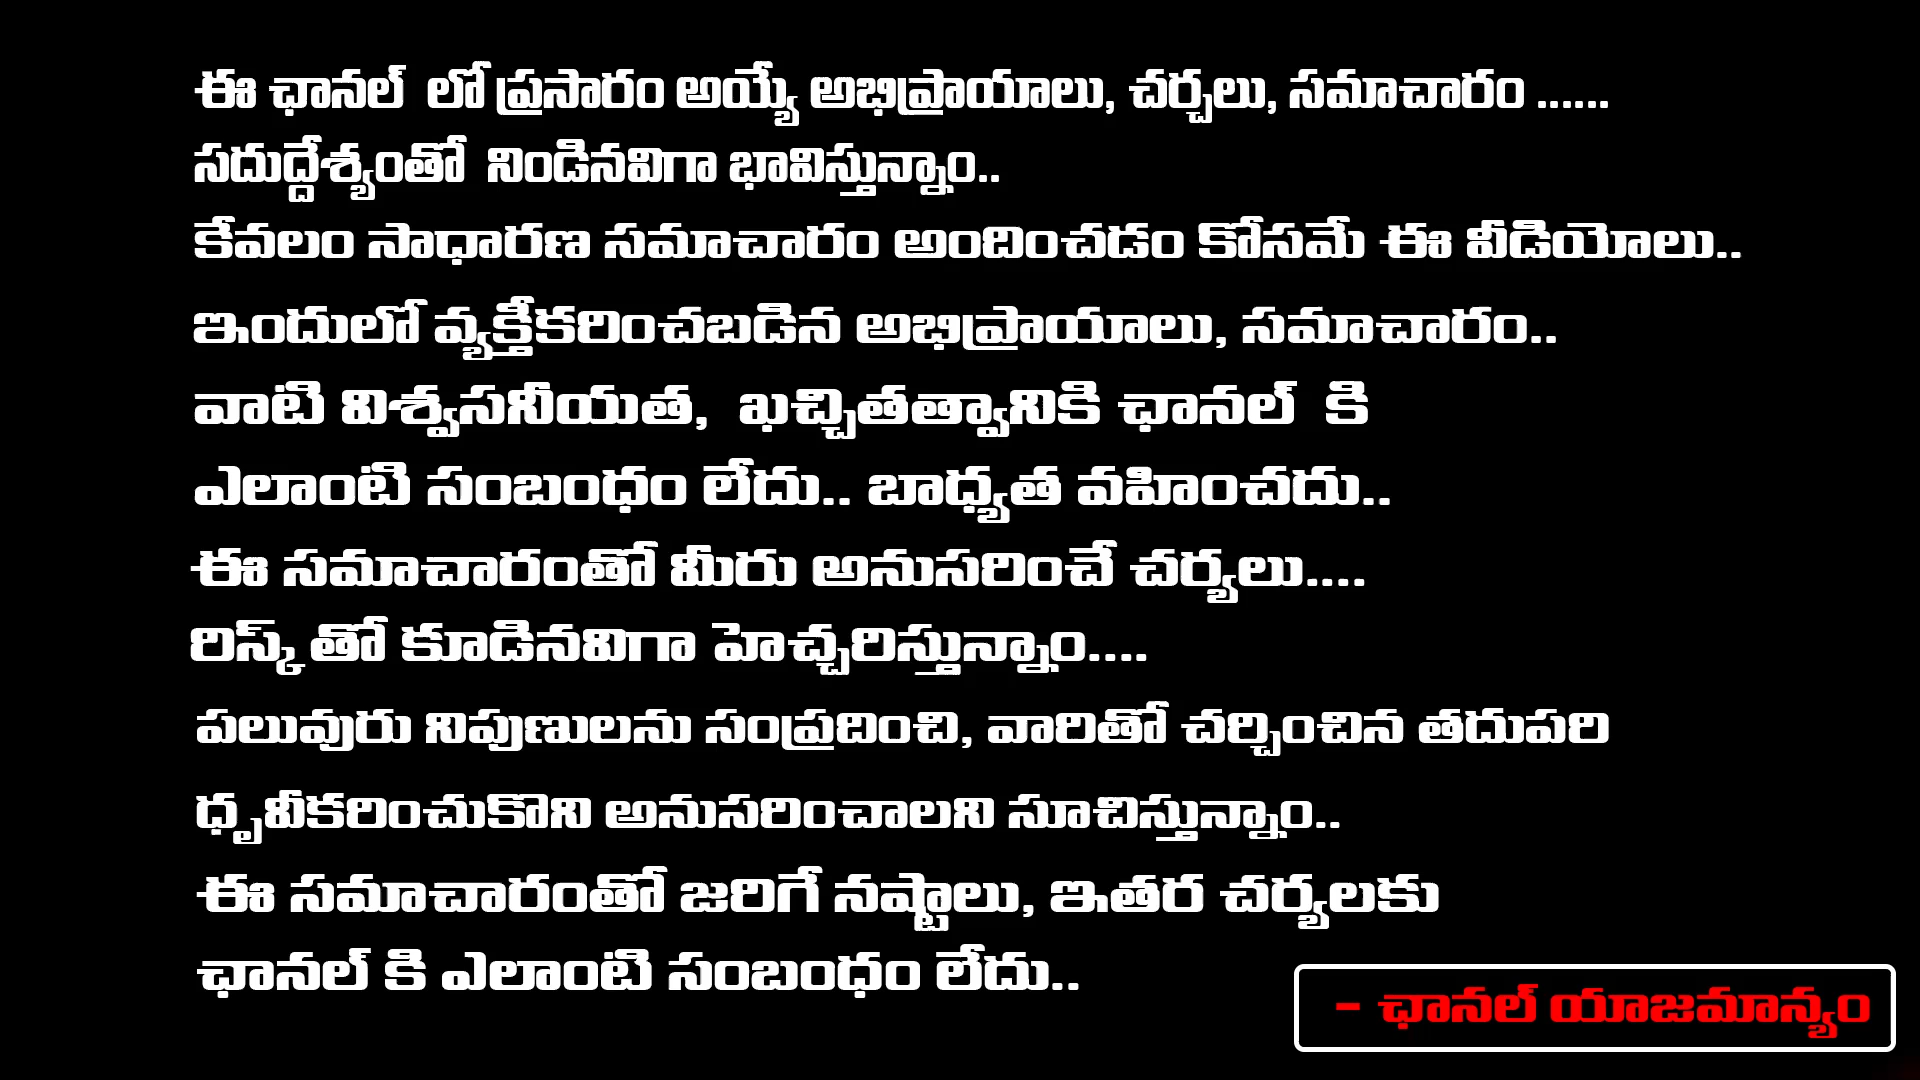 ఈ ఛానల్ లో ప్రసారం అయ్యే అభిప్రాయాలు, చర్చలు, సమాచారం ......
సదుద్దేశ్యంతో నిండినవిగా భావిస్తున్నాం..
కేవలం సాధారణ సమాచారం అందించడం కోసమే ఈ వీడియోలు..
ఇందులో వ్యక్తీకరించబడిన అభిప్రాయాలు, సమాచారం..
వాటి విశ్వసనీయత, ఖచ్చితత్వానికి ఛానల్ కి
ఎలాంటి సంబంధం లేదు.. బాధ్యత వహించదు..
ఈ సమాచారంతో మీరు అనుసరించే చర్యలు....
రిస్క్ తో కూడినవిగా హెచ్చరిస్తున్నాం....
పలువురు నిపుణులను సంప్రదించి, వారితో చర్చించిన తదుపరి
ధృవీకరించుకొని అనుసరించాలని సూచిస్తున్నాం..
ఈ సమాచారంతో జరిగే నష్టాలు, ఇతర చర్యలకు
ఛానల్ కి ఎలాంటి సంబంధం లేదు..
- ఛానల్ యాజమాన్యం